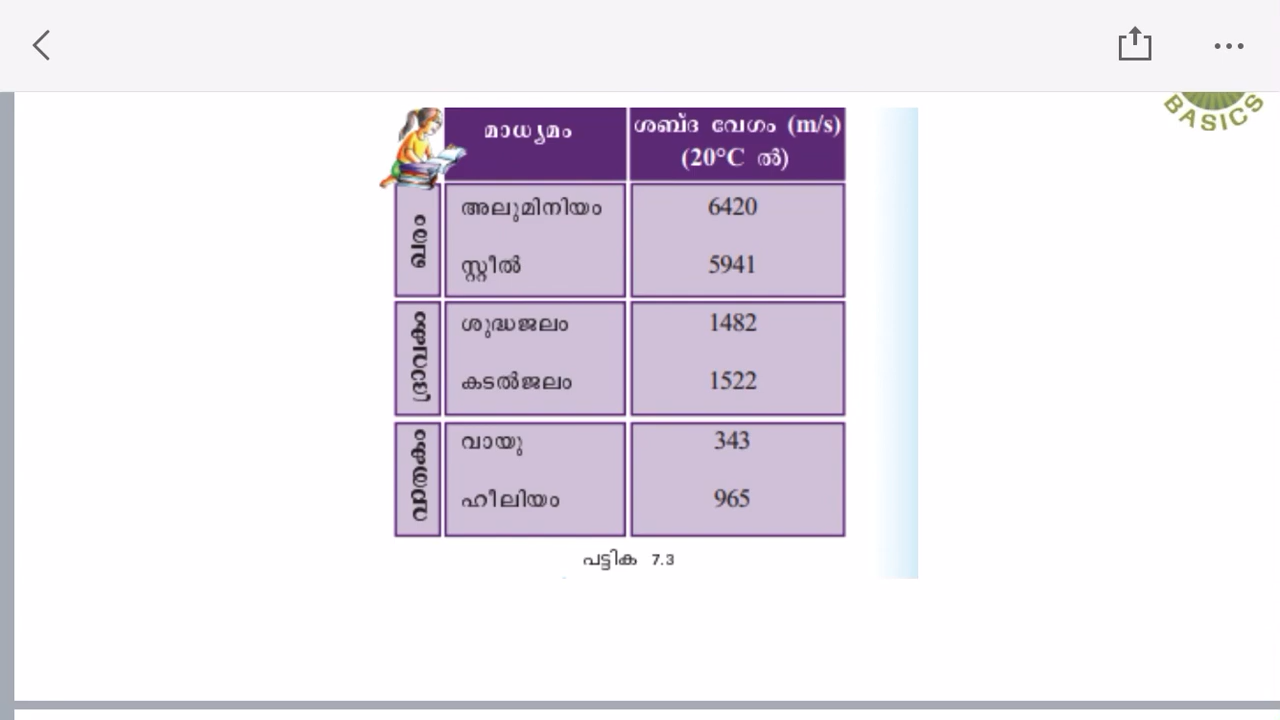 BASICS
മാധ്യമം ശബ്ദ വേഗം (m/s)
(20°C ൽ)
ഖരം
അലുമിനിയം 6420
സ്റ്റീൽ 5941
ദ്രാവകം
ശുദ്ധജലം 1482
കടൽജലം 1522
വാതകം
വായു 343
ഹീലിയം 965
പട്ടിക 7.3